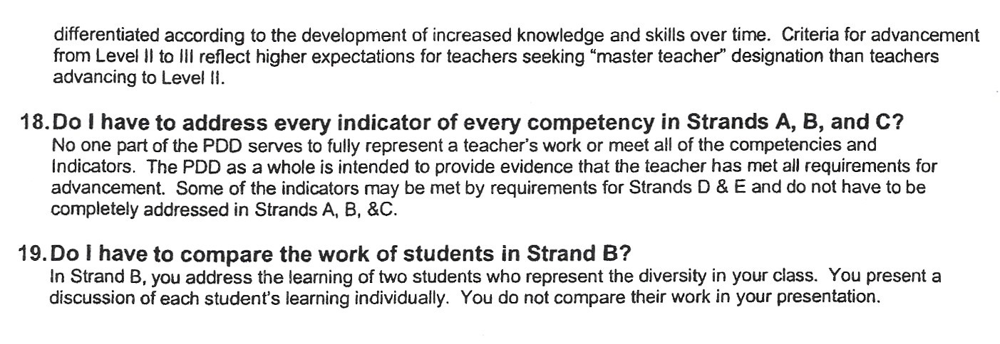 differentiated according to the development of increased knowledge and skills over time. Criteria for advancement
from Level II to III reflect higher expectations for teachers seeking “master teacher” designation than teachers
advancing to Level II.
18. Do I have to address every indicator of every competency in Strands A, B, and C?
No one part of the PDD serves to fully represent a teacher’s work or meet all of the competencies and
Indicators. The PDD as a whole is intended to provide evidence that the teacher has met all requirements for
advancement. Some of the indicators may be met by requirements for Strands D & E and do not have to be
completely addressed in Strands A, B, &C.
19. Do I have to compare the work of students in Strand B?
In Strand B, you address the learning of two students who represent the diversity in your class. You present a
discussion of each student’s learning individually. You do not compare their work in your presentation.